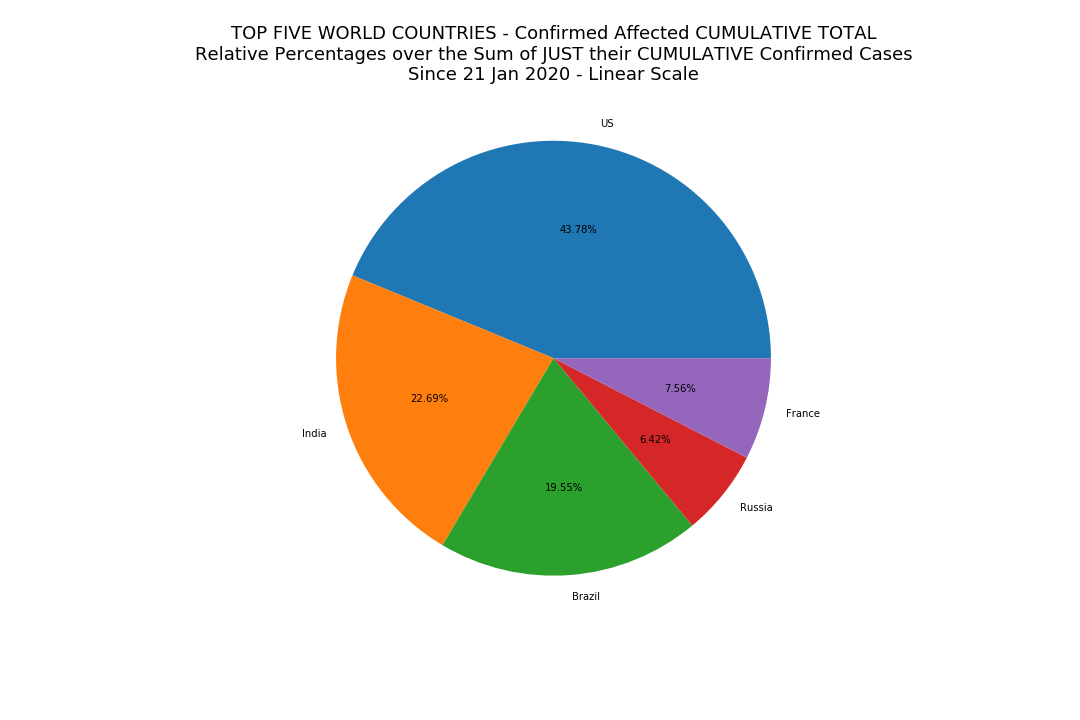 TOP FIVE WORLD COUNTRIES - Confirmed Affected CUMULATIVE TOTAL
Relative Percentages over the Sum of JUST their CUMULATIVE Confirmed Cases
Since 21 Jan 2020 - Linear Scale
US
43.78%
7.56%
22.69%
France
India
6.42%
19.55%
Russia
Brazil